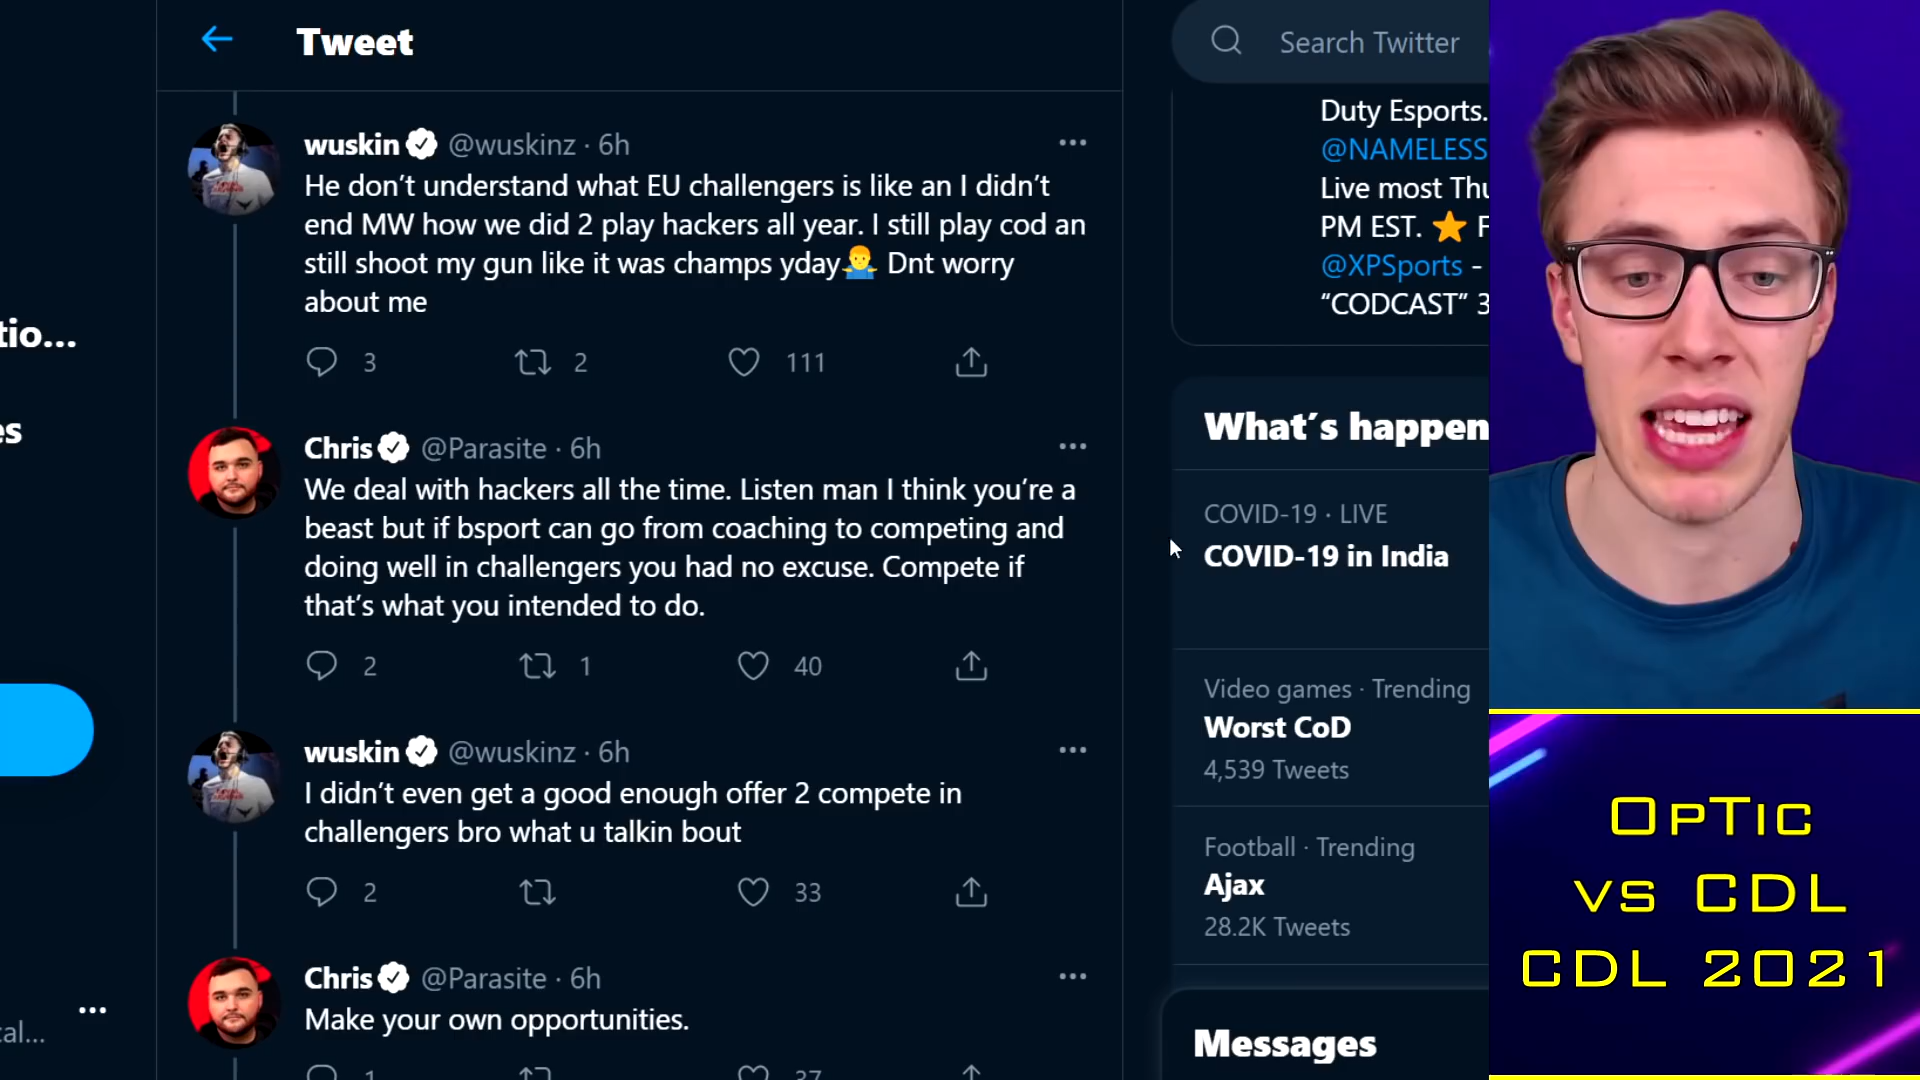 Tweet
Search Twitter
wuskin @wuskinz · 6h
He don't understand what EU challengers is like an I didn't
end MW how we did 2 play hackers all year. I still play cod an
still shoot my gun like it was champs yday🤷‍♂️ Dnt worry
about me
3 2 111
Chris @Parasite · 6h
We deal with hackers all the time. Listen man I think you're a
beast but if bsport can go from coaching to competing and
doing well in challengers you had no excuse. Compete if
that's what you intended to do.
2 1 40
wuskin @wuskinz · 6h
I didn't even get a good enough offer 2 compete in
challengers bro what u talkin bout
2 33
Chris @Parasite · 6h
Make your own opportunities.
1 37
tio...
es
cal...
Duty Esports.
@NAMELESS
Live most Thu
PM EST. ⭐ F
@XPSports -
“CODCAST” 3
What's happen
COVID-19 · LIVE
COVID-19 in India
Video games · Trending
Worst CoD
4,539 Tweets
Football · Trending
Ajax
28.2K Tweets
Messages
OpTic
vs CDL
CDL 2021